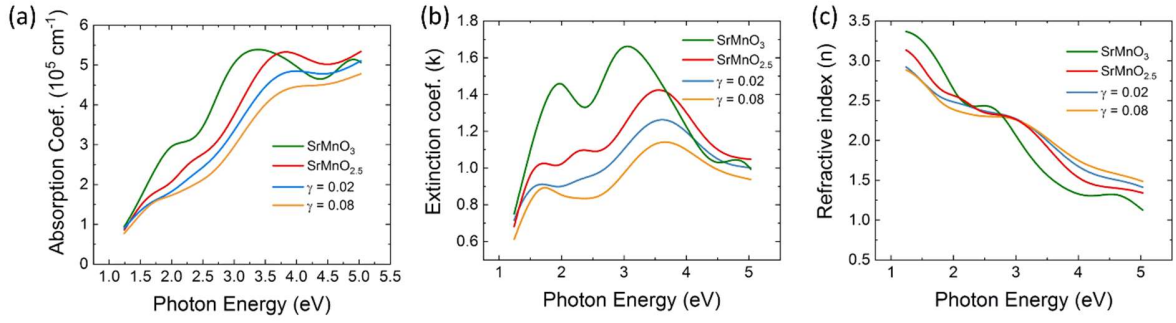 (a)
Absorption Coef. (10⁵ cm⁻¹)
6
5
4
3
2
1
0
SrMnO₃
SrMnO₂.₅
γ = 0.02
γ = 0.08
1.0 1.5 2.0 2.5 3.0 3.5 4.0 4.5 5.0 5.5
Photon Energy (eV)
(b)
Extinction coef. (k)
1.8
1.6
1.4
1.2
1.0
0.8
0.6
SrMnO₃
SrMnO₂.₅
γ = 0.02
γ = 0.08
1 2 3 4 5
Photon Energy (eV)
(c)
Refractive index (n)
3.5
3.0
2.5
2.0
1.5
1.0
0.5
SrMnO₃
SrMnO₂.₅
γ = 0.02
γ = 0.08
1 2 3 4 5
Photon Energy (eV)